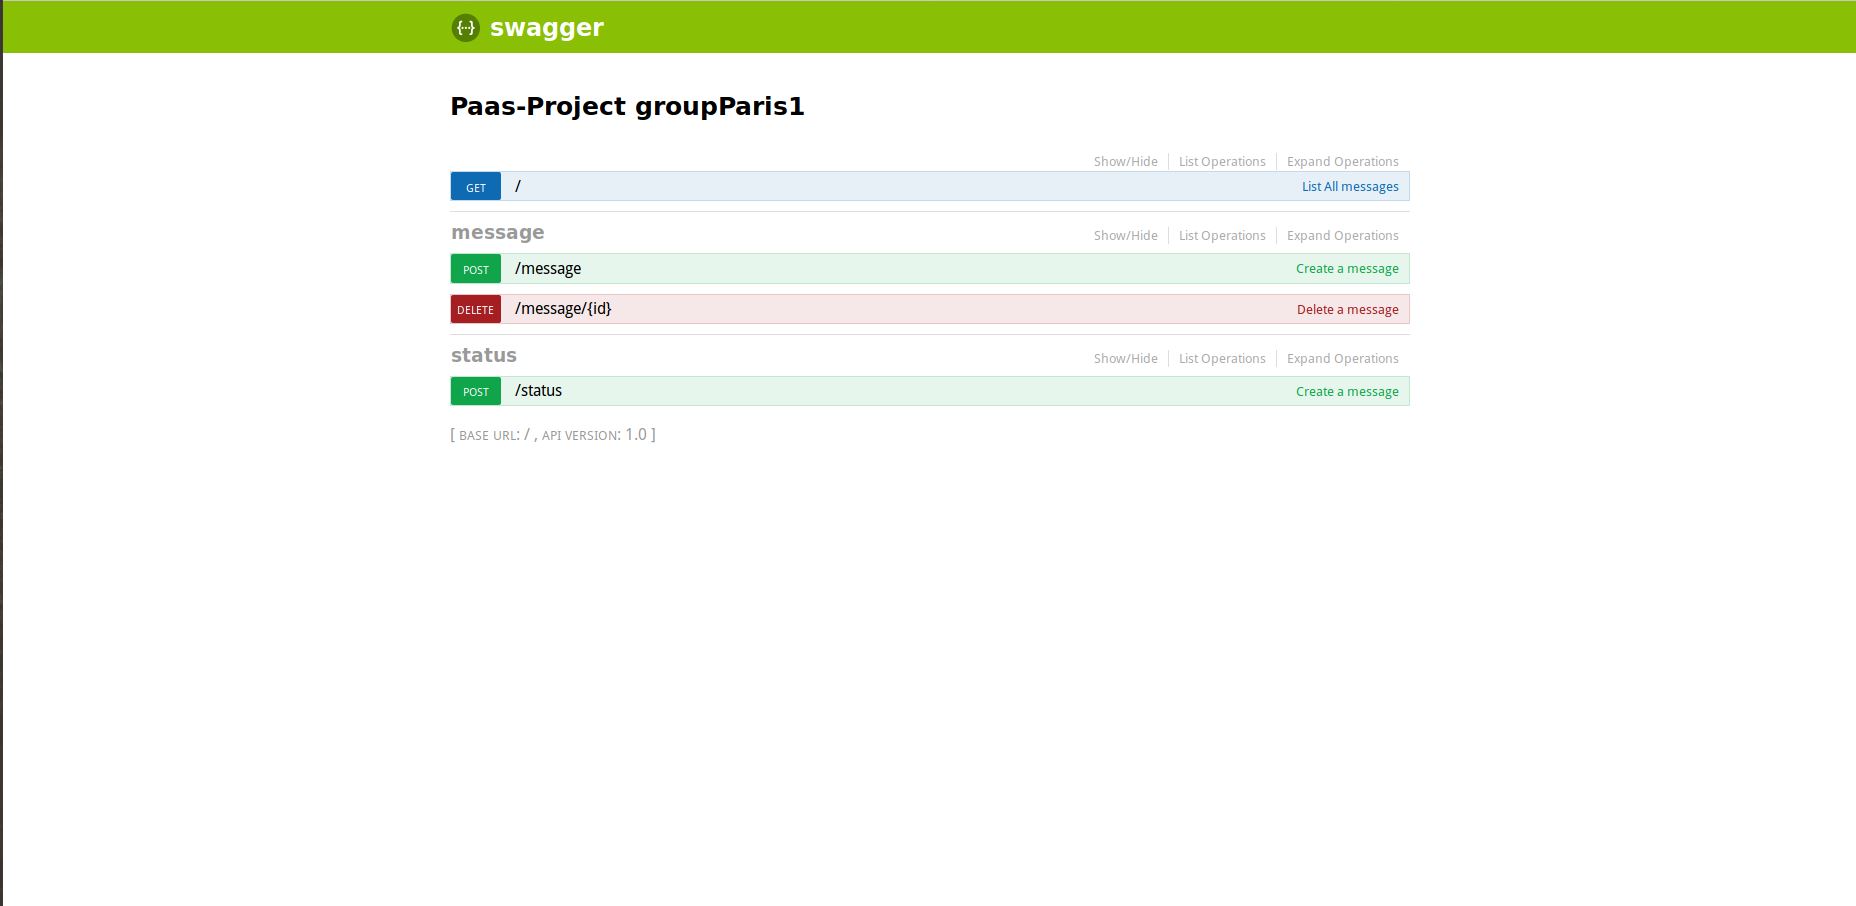 {···} swagger
Paas-Project groupParis1
Show/Hide List Operations Expand Operations
GET / List All messages
message Show/Hide List Operations Expand Operations
POST /message Create a message
DELETE /message/{id} Delete a message
status Show/Hide List Operations Expand Operations
POST /status Create a message
[ BASE URL: / , API VERSION: 1.0 ]